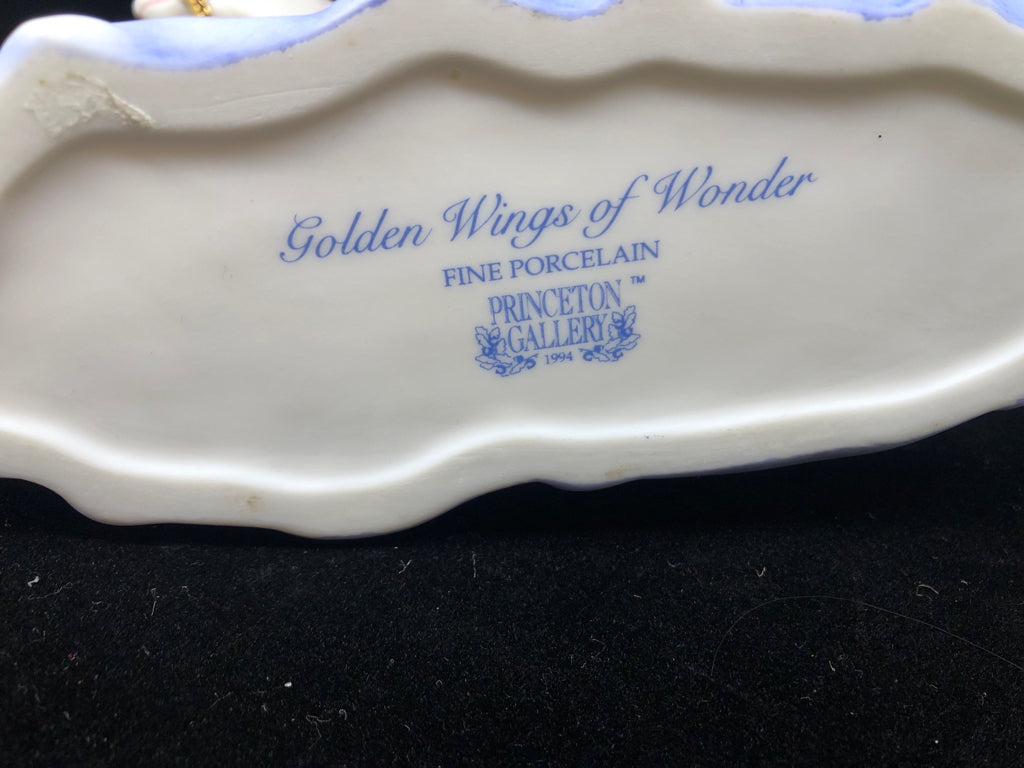 Golden Wings of Wonder
FINE PORCELAIN
PRINCETON ™
GALLERY
1994